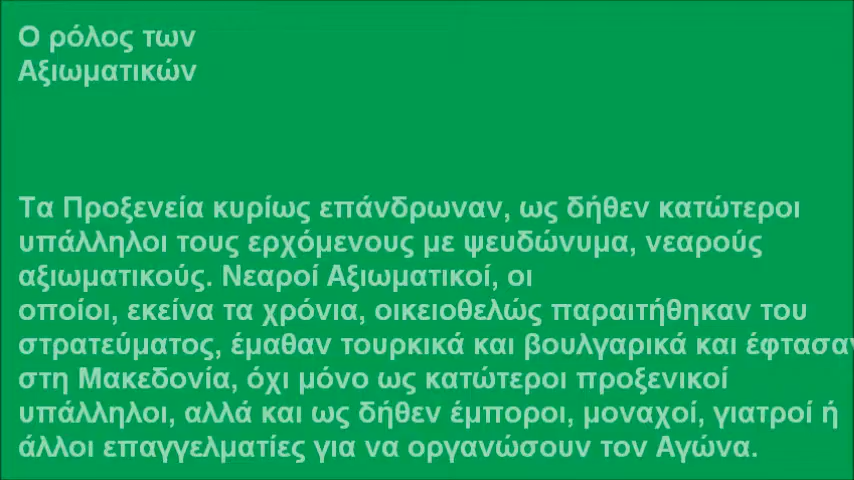 Ο ρόλος των
Αξιωματικών
Τα Προξενεία κυρίως επάνδρωναν, ως δήθεν κατώτεροι
υπάλληλοι τους ερχόμενους με ψευδώνυμα, νεαρούς
αξιωματικούς. Νεαροί Αξιωματικοί, οι
οποίοι, εκείνα τα χρόνια, οικειοθελώς παραιτήθηκαν του
στρατεύματος, έμαθαν τουρκικά και βουλγαρικά και έφτασαν
στη Μακεδονία, όχι μόνο ως κατώτεροι προξενικοί
υπάλληλοι, αλλά και ως δήθεν έμποροι, μοναχοί, γιατροί ή
άλλοι επαγγελματίες για να οργανώσουν τον Αγώνα.